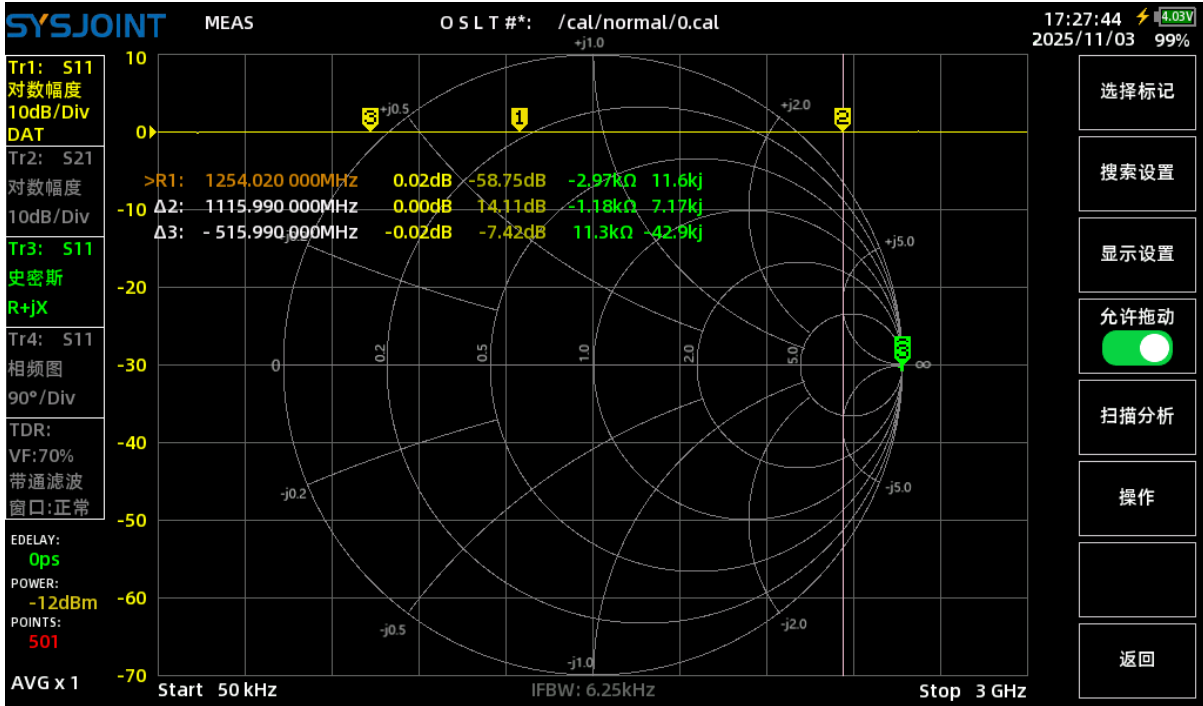 SYSJOINT MEAS O S L T #*: /cal/normal/0.cal 17:27:44 4.03V
2025/11/03 99%
Tr1: S11
对数幅度
10dB/Div
DAT
Tr2: S21
对数幅度
10dB/Div
Tr3: S11
史密斯
R+jX
Tr4: S11
相频图
90°/Div
TDR:
VF:70%
带通滤波
窗口:正常
EDELAY:
0ps
POWER:
-12dBm
POINTS:
501
AVG x 1
10
0
-10
-20
-30
-40
-50
-60
-70
3
1
2
>R1: 1254.020 000MHz 0.02dB -58.75dB -2.97kΩ 11.6kj
Δ2: 1115.990 000MHz 0.00dB 14.11dB -1.18kΩ 7.17kj
Δ3: - 515.990 000MHz -0.02dB -7.42dB 11.3kΩ -42.9kj
+j1.0
+j0.5
+j2.0
+j5.0
0
0.2
0.5
1.0
2.0
5.0
3
∞
-j0.2
-j5.0
-j0.5
-j2.0
-j1.0
Start 50 kHz IFBW: 6.25kHz Stop 3 GHz
选择标记
搜索设置
显示设置
允许拖动
扫描分析
操作
返回